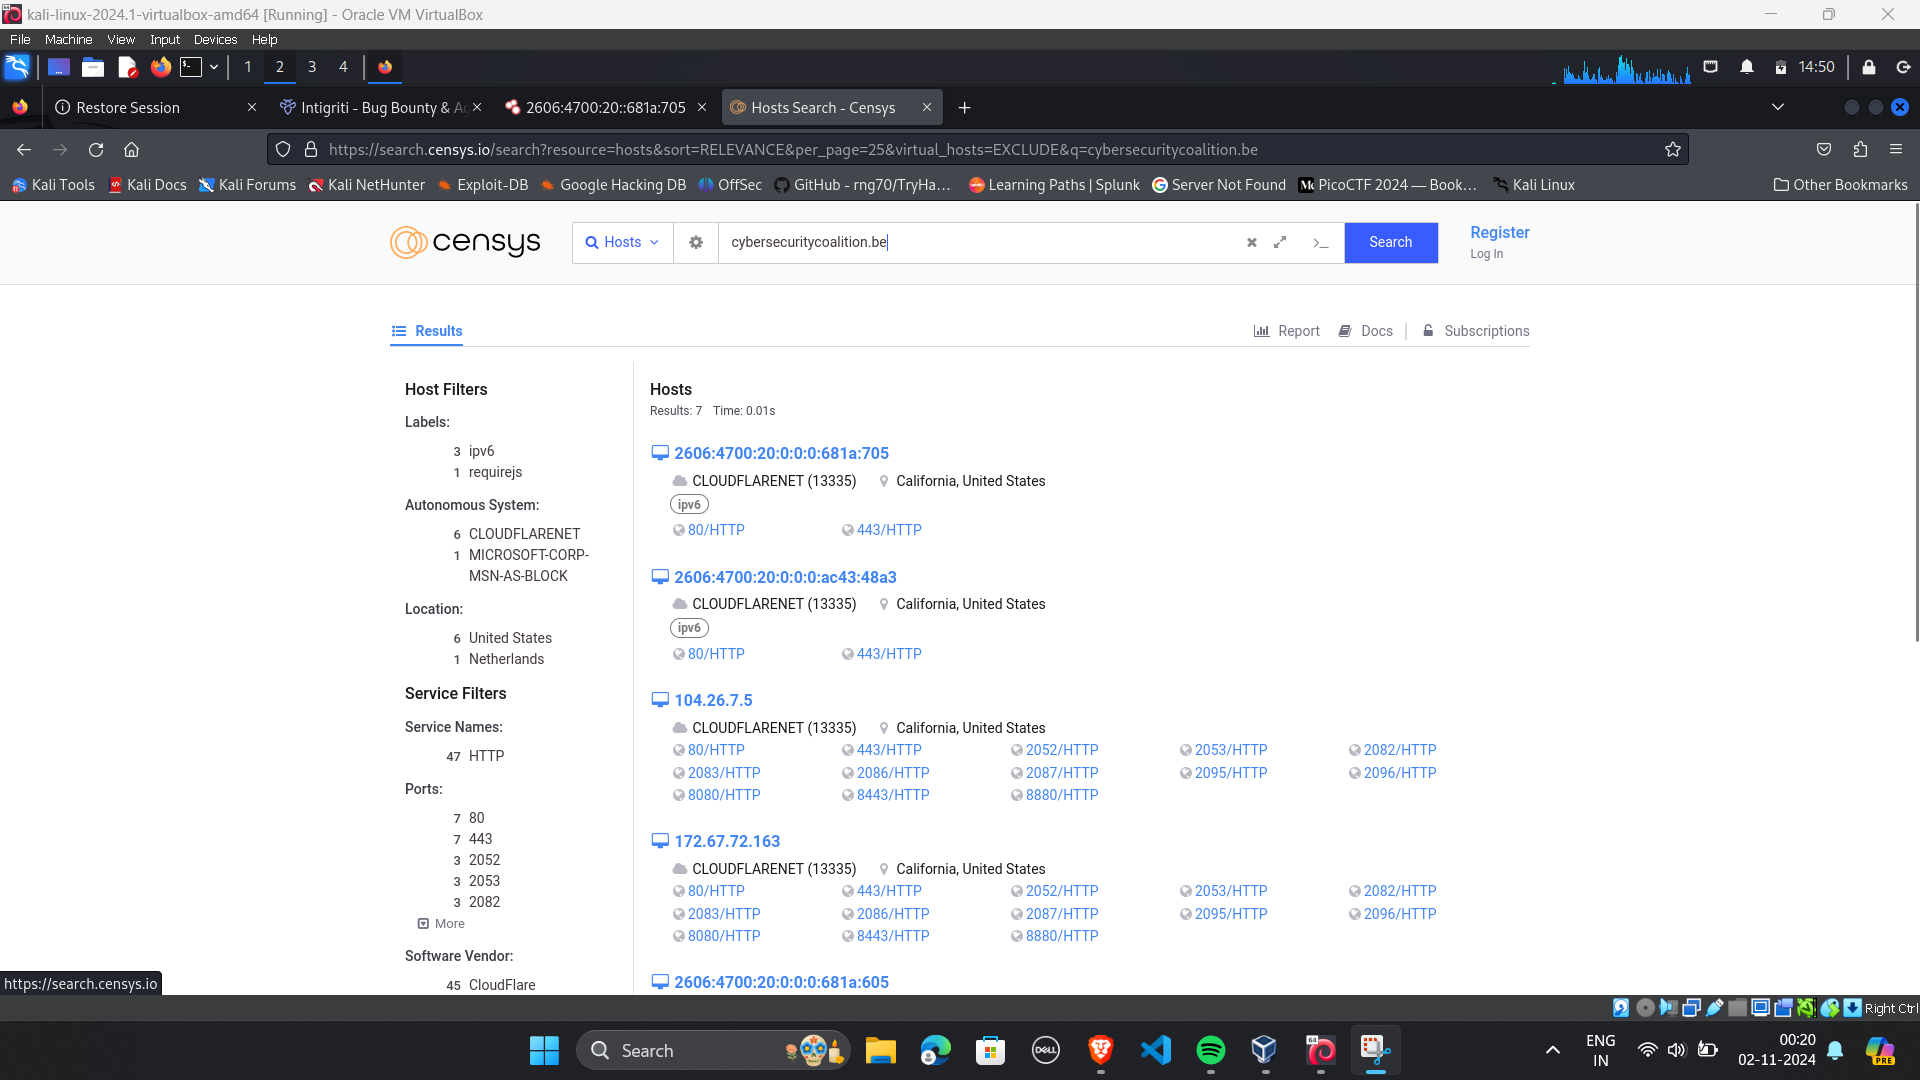 kali-linux-2024.1-virtualbox-amd64 [Running] - Oracle VM VirtualBox
File Machine View Input Devices Help
1 2 3 4 14:50
Restore Session Intigriti - Bug Bounty & Ag 2606:4700:20::681a:705 Hosts Search - Censys
https://search.censys.io/search?resource=hosts&sort=RELEVANCE&per_page=25&virtual_hosts=EXCLUDE&q=cybersecuritycoalition.be
Kali Tools Kali Docs Kali Forums Kali NetHunter Exploit-DB Google Hacking DB OffSec GitHub - rng70/TryHa… Learning Paths | Splunk Server Not Found PicoCTF 2024 — Book… Kali Linux Other Bookmarks
censys Hosts cybersecuritycoalition.be Search Register
Log In
Results Report Docs Subscriptions
Host Filters
Labels:
3 ipv6
1 requirejs
Autonomous System:
6 CLOUDFLARENET
1 MICROSOFT-CORP-
MSN-AS-BLOCK
Location:
6 United States
1 Netherlands
Service Filters
Service Names:
47 HTTP
Ports:
7 80
7 443
3 2052
3 2053
3 2082
More
Software Vendor:
45 CloudFlare
Hosts
Results: 7 Time: 0.01s
2606:4700:20:0:0:0:681a:705
CLOUDFLARENET (13335) California, United States
ipv6
80/HTTP 443/HTTP
2606:4700:20:0:0:0:ac43:48a3
CLOUDFLARENET (13335) California, United States
ipv6
80/HTTP 443/HTTP
104.26.7.5
CLOUDFLARENET (13335) California, United States
80/HTTP 443/HTTP 2052/HTTP 2053/HTTP 2082/HTTP
2083/HTTP 2086/HTTP 2087/HTTP 2095/HTTP 2096/HTTP
8080/HTTP 8443/HTTP 8880/HTTP
172.67.72.163
CLOUDFLARENET (13335) California, United States
80/HTTP 443/HTTP 2052/HTTP 2053/HTTP 2082/HTTP
2083/HTTP 2086/HTTP 2087/HTTP 2095/HTTP 2096/HTTP
8080/HTTP 8443/HTTP 8880/HTTP
2606:4700:20:0:0:0:681a:605
https://search.censys.io
Right Ctrl
Search DELL 64 ENG
IN
00:20
02-11-2024
PRE